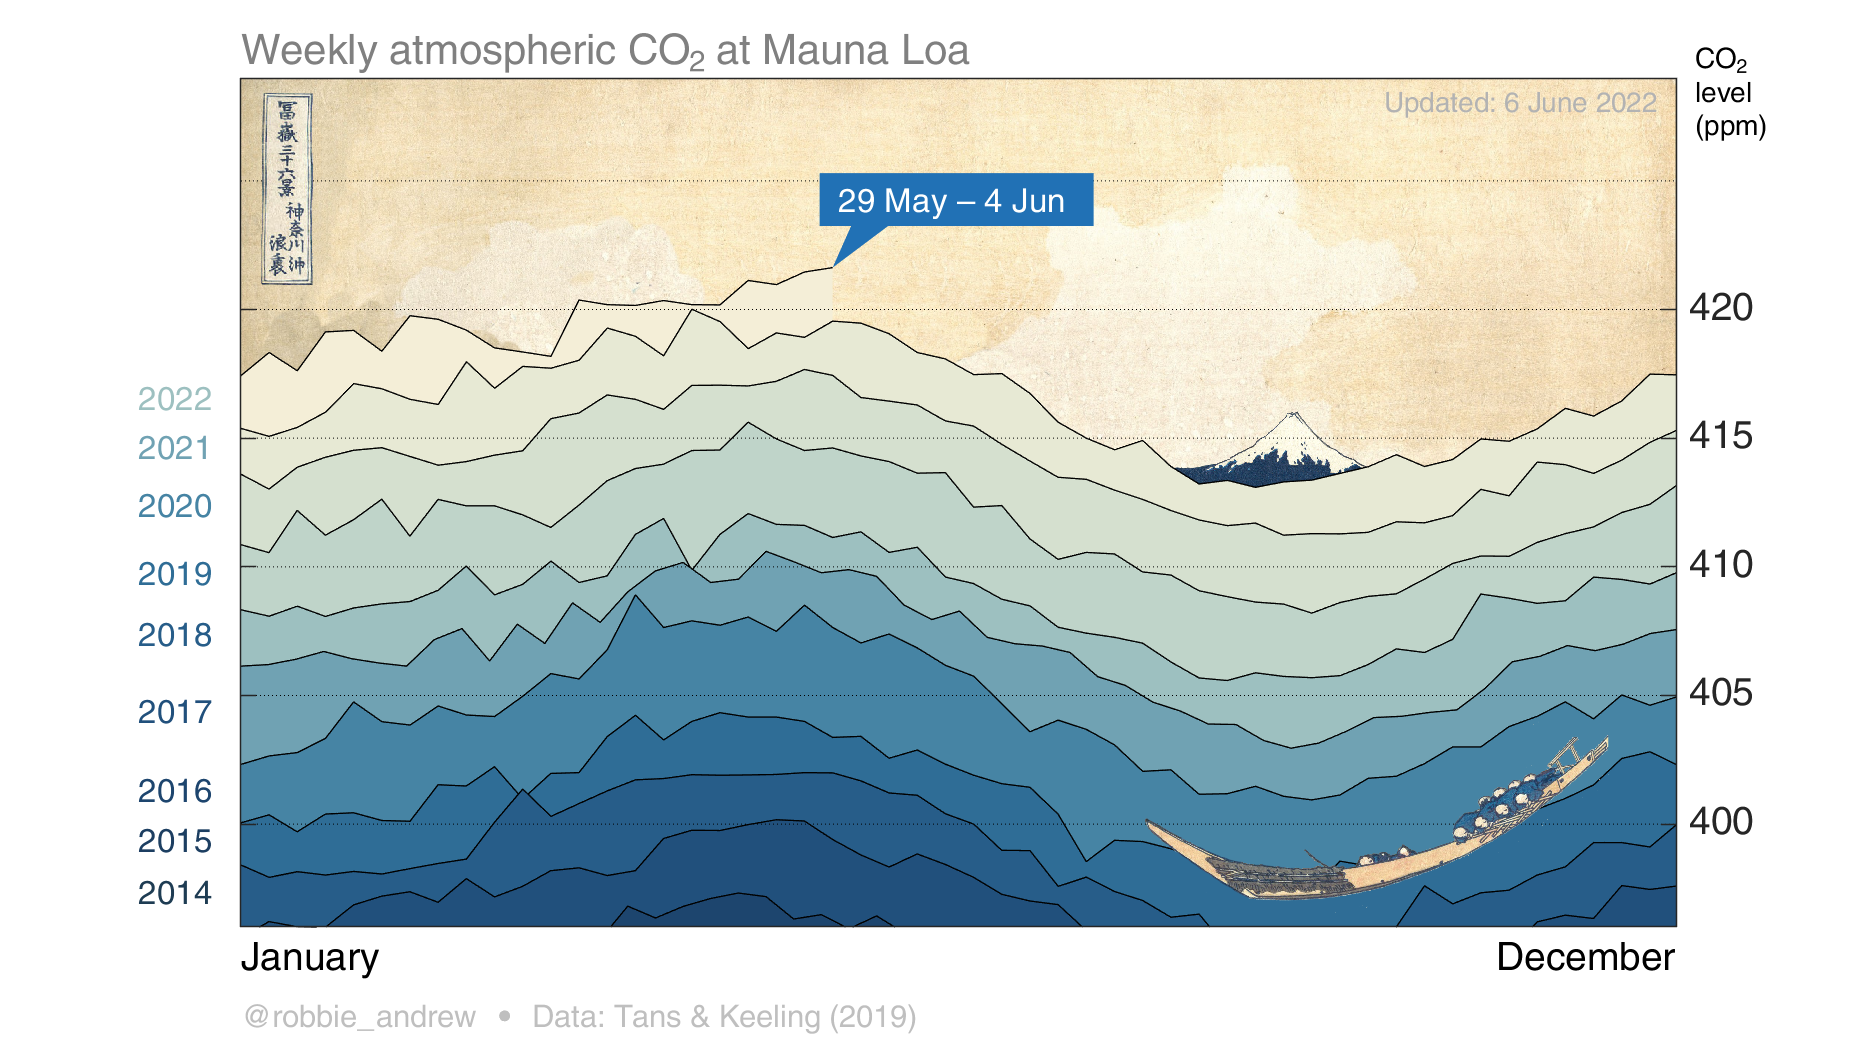 Weekly atmospheric CO₂ at Mauna Loa
CO₂
level
(ppm)
Updated: 6 June 2022
冨嶽三十六景
神奈川沖
浪裏
29 May – 4 Jun
420
415
410
405
400
2022
2021
2020
2019
2018
2017
2016
2015
2014
January
December
@robbie_andrew • Data: Tans & Keeling (2019)